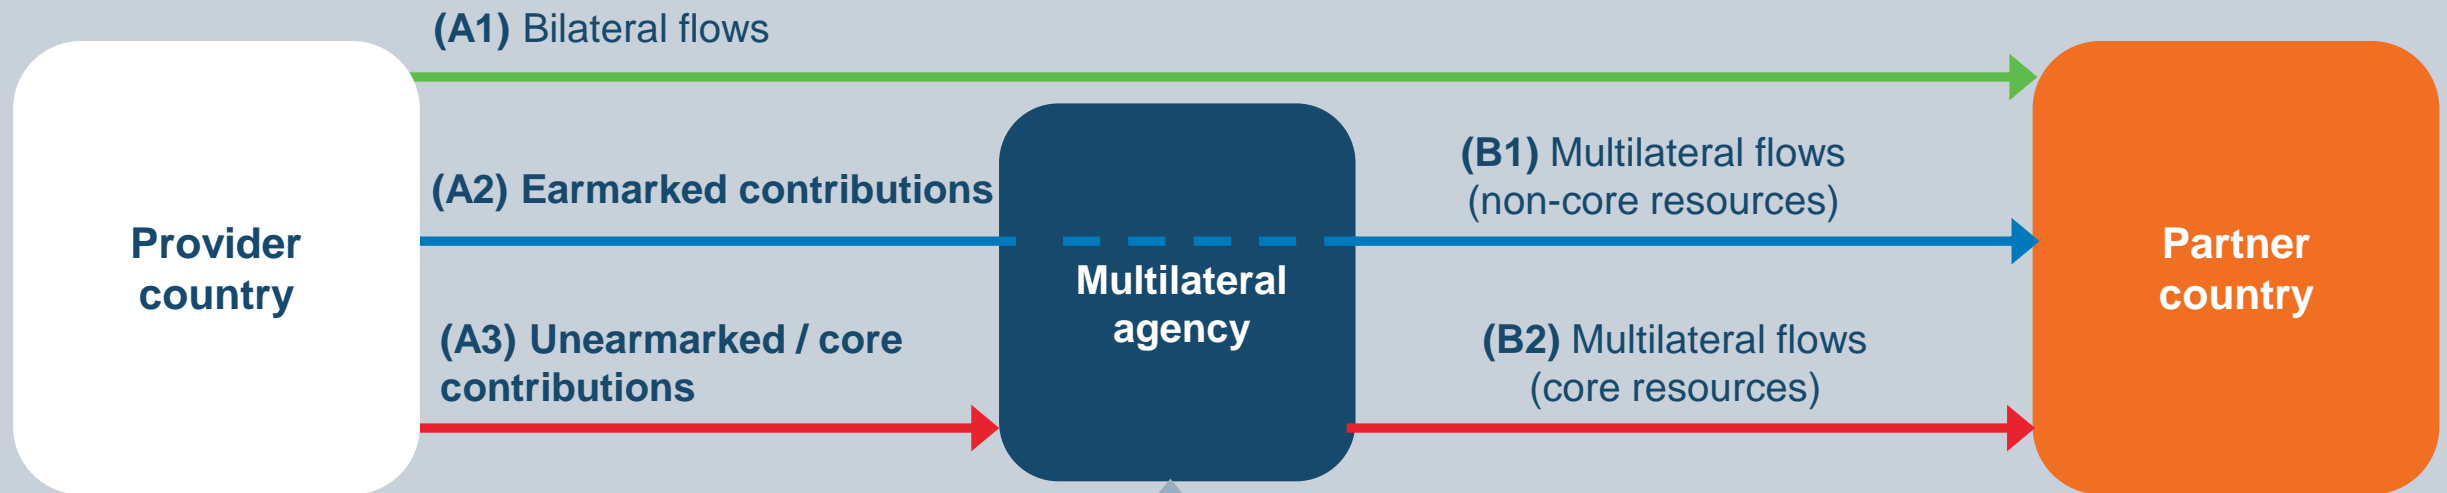 (A1) Bilateral flows
(B1) Multilateral flows
(non-core resources)
(A2) Earmarked contributions
Provider
country
Multilateral
agency
Partner
country
(A3) Unearmarked / core
contributions
(B2) Multilateral flows
(core resources)